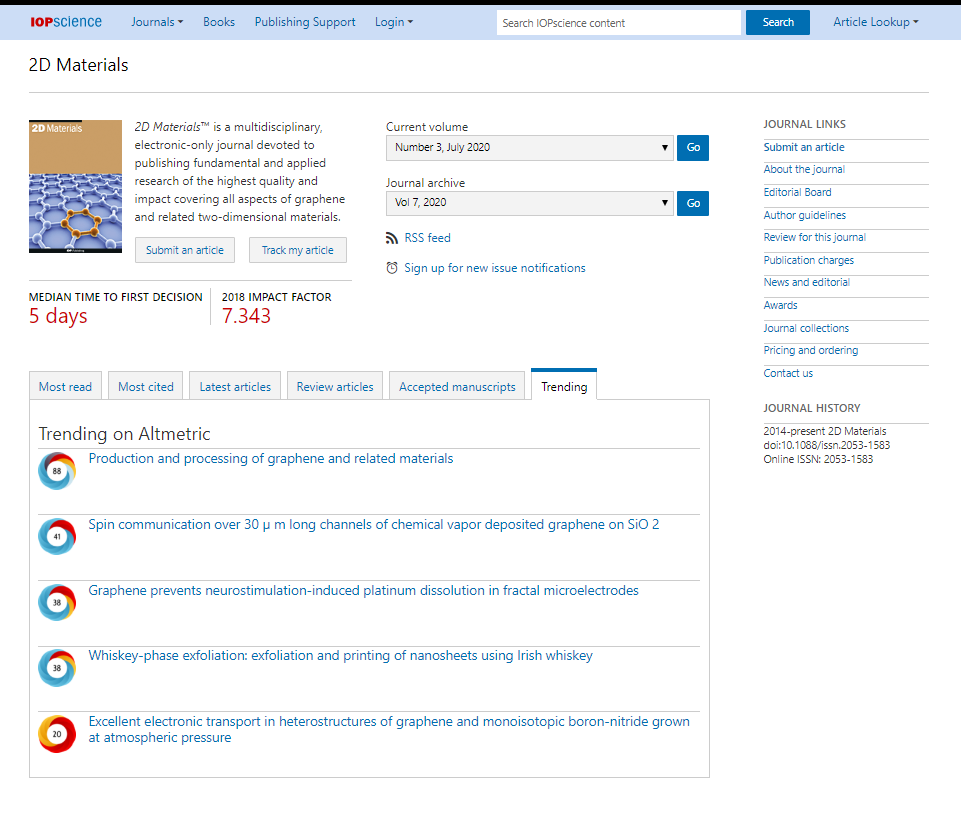 IOPscience Journals Books Publishing Support Login Search IOPscience content Search Article Lookup
2D Materials
2D Materials
2D Materials™ is a multidisciplinary,
electronic-only journal devoted to
publishing fundamental and applied
research of the highest quality and
impact covering all aspects of graphene
and related two-dimensional materials.
Submit an article Track my article
MEDIAN TIME TO FIRST DECISION
5 days
2018 IMPACT FACTOR
7.343
Current volume
Number 3, July 2020 Go
Journal archive
Vol 7, 2020 Go
RSS feed
Sign up for new issue notifications
Most read Most cited Latest articles Review articles Accepted manuscripts Trending
Trending on Altmetric
88 Production and processing of graphene and related materials
41 Spin communication over 30 µ m long channels of chemical vapor deposited graphene on SiO 2
38 Graphene prevents neurostimulation-induced platinum dissolution in fractal microelectrodes
38 Whiskey-phase exfoliation: exfoliation and printing of nanosheets using Irish whiskey
20 Excellent electronic transport in heterostructures of graphene and monoisotopic boron-nitride grown
at atmospheric pressure
JOURNAL LINKS
Submit an article
About the journal
Editorial Board
Author guidelines
Review for this journal
Publication charges
News and editorial
Awards
Journal collections
Pricing and ordering
Contact us
JOURNAL HISTORY
2014-present 2D Materials
doi:10.1088/issn.2053-1583
Online ISSN: 2053-1583